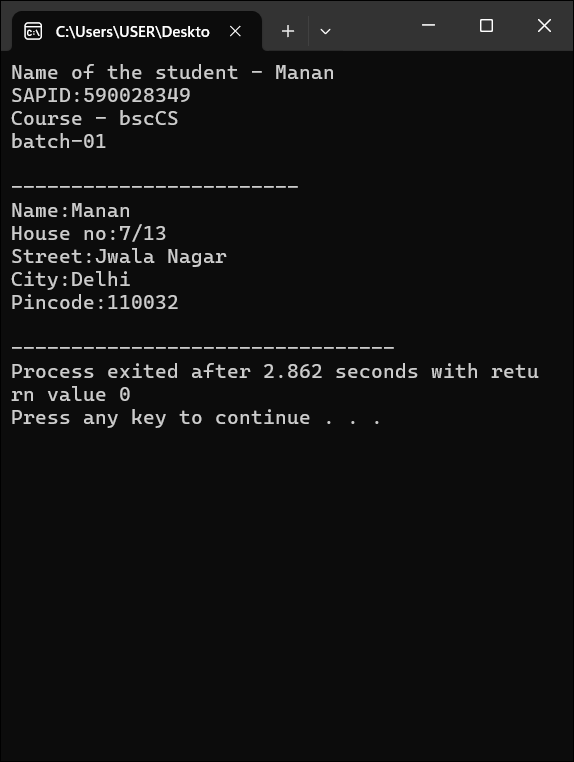 C:\Users\USER\Deskto
Name of the student - Manan
SAPID:590028349
Course - bscCS
batch-01
------------------------
Name:Manan
House no:7/13
Street:Jwala Nagar
City:Delhi
Pincode:110032
--------------------------------
Process exited after 2.862 seconds with retu
rn value 0
Press any key to continue . . .